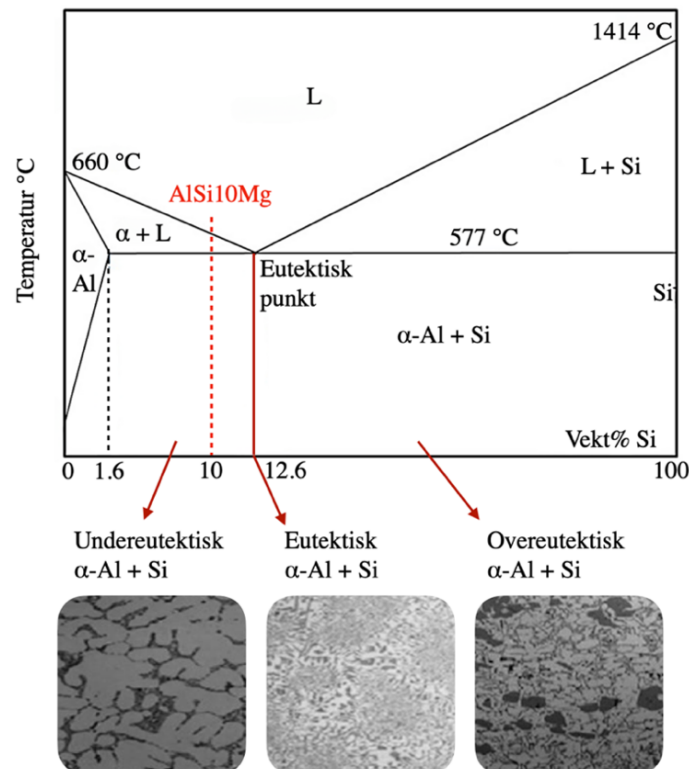 1414 °C
L
L + Si
660 °C
AlSi10Mg
α + L
577 °C
Temperatur °C
α-
Al
Eutektisk
punkt
Si
α-Al + Si
Vekt% Si
0 1.6 10 12.6 100
Undereutektisk
α-Al + Si
Eutektisk
α-Al + Si
Overeutektisk
α-Al + Si